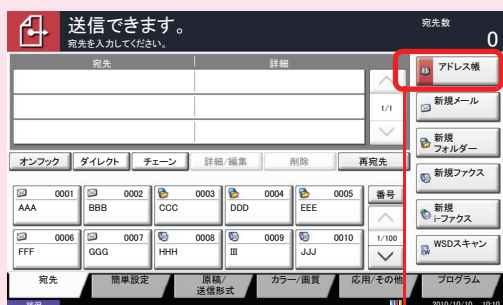 送信できます。
宛先を入力してください。
宛先数
0
宛先 詳細
1/1
アドレス帳
新規メール
新規
フォルダー
新規ファクス
新規
i-ファクス
WSDスキャン
オンフック ダイレクト チェーン 詳細/編集 削除 再宛先
0001 0002 0003 0004 0005 番号
AAA BBB CCC DDD EEE
0006 0007 0008 0009 0010 1/100
FFF GGG HHH III JJJ
宛先 簡単設定 原稿/
送信形式 カラー/画質 応用/その他 プログラム
状況 2010/10/10 10:10